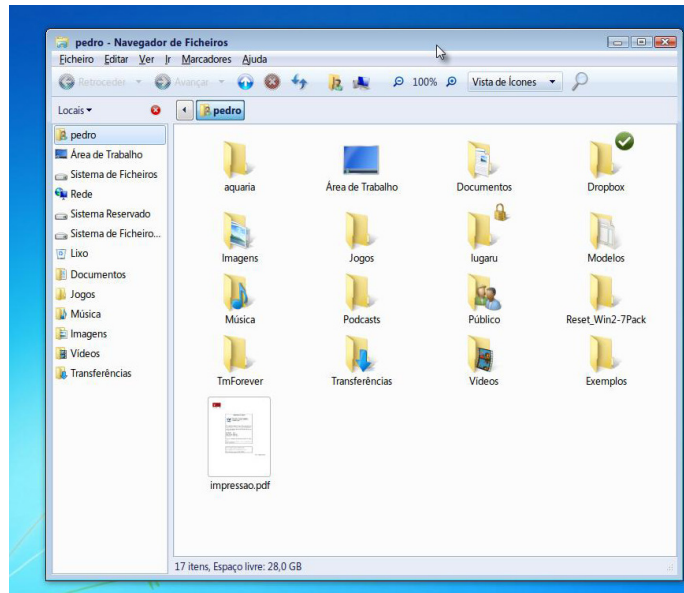 pedro - Navegador de Ficheiros
Ficheiro Editar Ver Ir Marcadores Ajuda
Retroceder Avançar 100% Vista de Ícones
Locais pedro
pedro
Área de Trabalho
Sistema de Ficheiros
Rede
Sistema Reservado
Sistema de Ficheiro...
Lixo
Documentos
Jogos
Música
Imagens
Vídeos
Transferências
aquaria Área de Trabalho Documentos Dropbox
Imagens Jogos lugaru Modelos
Música Podcasts Público Reset_Win2-7Pack
TmForever Transferências Vídeos Exemplos
impressao.pdf
17 itens, Espaço livre: 28,0 GB